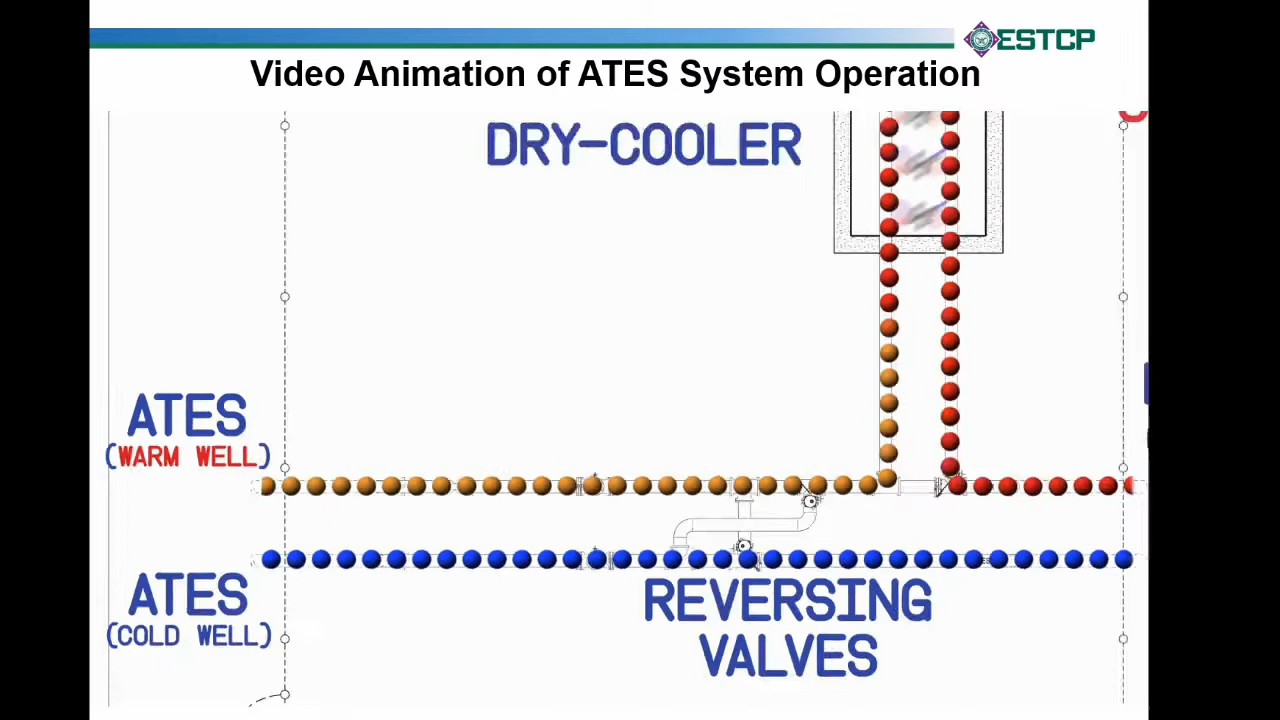 ESTCP
Video Animation of ATES System Operation
DRY-COOLER
ATES
(WARM WELL)
ATES
(COLD WELL)
REVERSING
VALVES